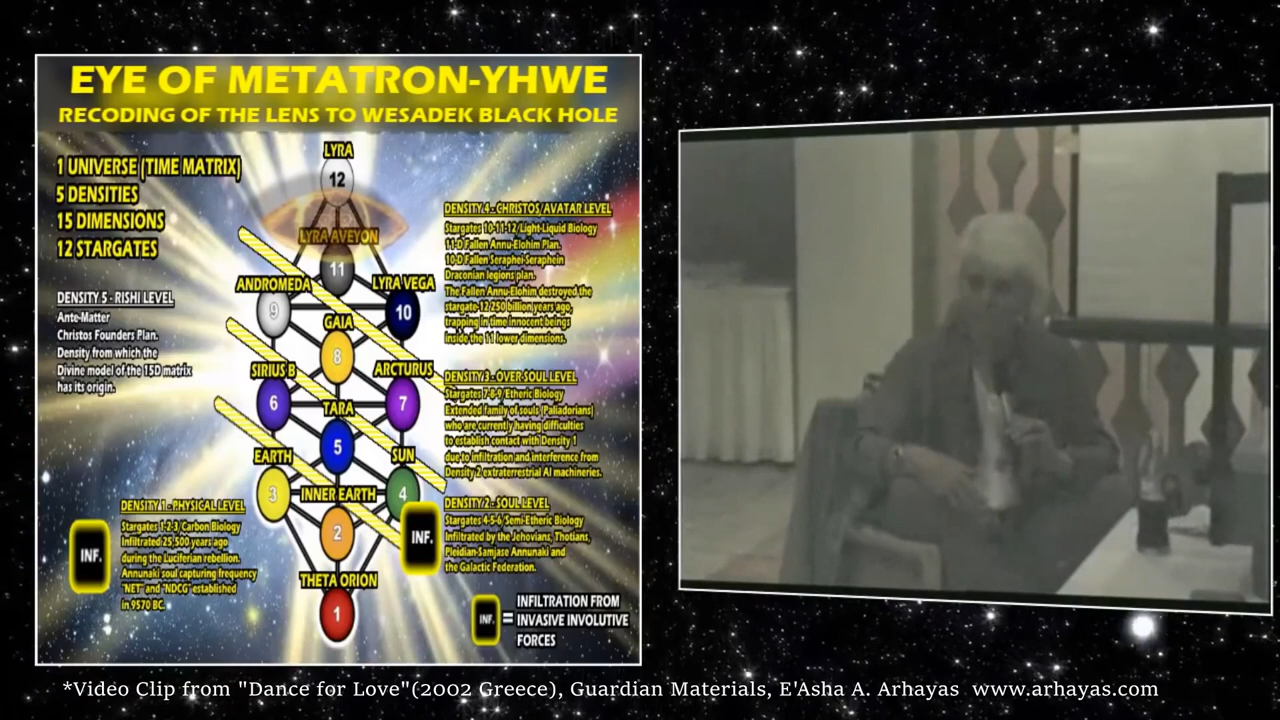 EYE OF METATRON-YHWE
RECODING OF THE LENS TO WESADEK BLACK HOLE
1 UNIVERSE (TIME MATRIX)
5 DENSITIES
15 DIMENSIONS
12 STARGATES
DENSITY 5 - RISHI LEVEL
Ante-Matter
Christos Founders Plan.
Density from which the
Divine model of the 15D matrix
has its origin.
LYRA
12
LYRA AVEYON
11
ANDROMEDA
9
LYRA VEGA
10
GAIA
8
SIRIUS B
6
ARCTURUS
7
TARA
5
EARTH
3
SUN
4
INNER EARTH
2
THETA ORION
1
DENSITY 4 - CHRISTOS/AVATAR LEVEL
Stargates 10-11-12/Light-Liquid Biology
11-D Fallen Annu-Elohim Plan.
10-D Fallen Seraphei-Seraphein
Draconian legions plan.
The Fallen Annu-Elohim destroyed the
stargate-12 250 billion years ago,
trapping in time innocent beings
inside the 11 lower dimensions.
DENSITY 3 - OVER-SOUL LEVEL
Stargates 7-8-9/Etheric Biology
Extended family of souls (Paliadorians)
who are currently having difficulties
to establish contact with Density 1
due to infiltration and interference from
Density 2 extraterrestrial AI machineries.
DENSITY 2 - SOUL LEVEL
Stargates 4-5-6/Semi-Etheric Biology
Infiltrated by the Jehovians, Thotians,
Pleidian-Samjase Annunaki and
the Galactic Federation.
INF.
DENSITY 1 - PHYSICAL LEVEL
Stargates 1-2-3/Carbon Biology
Infiltrated 25,500 years ago
during the Luciferian rebellion.
Annunaki soul capturing frequency
"NET" and "NDCG" established
in 9570 BC.
INF.
INF. = INFILTRATION FROM
INVASIVE INVOLUTIVE
FORCES
*Video Clip from "Dance for Love"(2002 Greece), Guardian Materials, E'Asha A. Arhayas www.arhayas.com